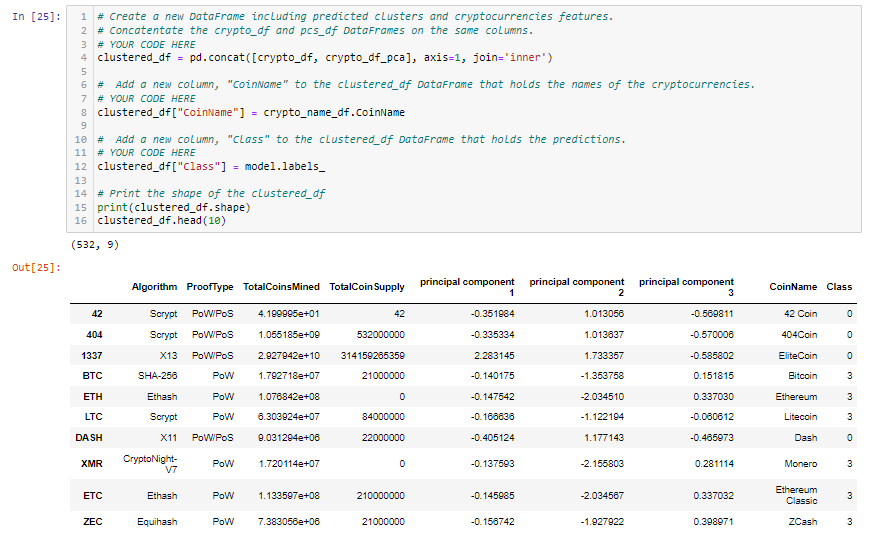 In [25]:
1 # Create a new DataFrame including predicted clusters and cryptocurrencies features.
2 # Concatentate the crypto_df and pcs_df DataFrames on the same columns.
3 # YOUR CODE HERE
4 clustered_df = pd.concat([crypto_df, crypto_df_pca], axis=1, join='inner')
5
6 #  Add a new column, "CoinName" to the clustered_df DataFrame that holds the names of the cryptocurrencies.
7 # YOUR CODE HERE
8 clustered_df["CoinName"] = crypto_name_df.CoinName
9
10 #  Add a new column, "Class" to the clustered_df DataFrame that holds the predictions.
11 # YOUR CODE HERE
12 clustered_df["Class"] = model.labels_
13
14 # Print the shape of the clustered_df
15 print(clustered_df.shape)
16 clustered_df.head(10)
(532, 9)
Out[25]:
Algorithm ProofType TotalCoinsMined TotalCoinSupply principal component 1 principal component 2 principal component 3 CoinName Class
42 Scrypt PoW/PoS 4.199995e+01 42 -0.351984 1.013056 -0.569811 42 Coin 0
404 Scrypt PoW/PoS 1.055185e+09 532000000 -0.335334 1.013637 -0.570006 404Coin 0
1337 X13 PoW/PoS 2.927942e+10 314159265359 2.283145 1.733357 -0.585802 EliteCoin 0
BTC SHA-256 PoW 1.792718e+07 21000000 -0.140175 -1.353758 0.151815 Bitcoin 3
ETH Ethash PoW 1.076842e+08 0 -0.147542 -2.034510 0.337030 Ethereum 3
LTC Scrypt PoW 6.303924e+07 84000000 -0.166636 -1.122194 -0.060612 Litecoin 3
DASH X11 PoW/PoS 9.031294e+06 22000000 -0.405124 1.177143 -0.465973 Dash 0
XMR CryptoNight-V7 PoW 1.720114e+07 0 -0.137593 -2.155803 0.281114 Monero 3
ETC Ethash PoW 1.133597e+08 210000000 -0.145985 -2.034567 0.337032 Ethereum Classic 3
ZEC Equihash PoW 7.383056e+06 21000000 -0.156742 -1.927922 0.398971 ZCash 3